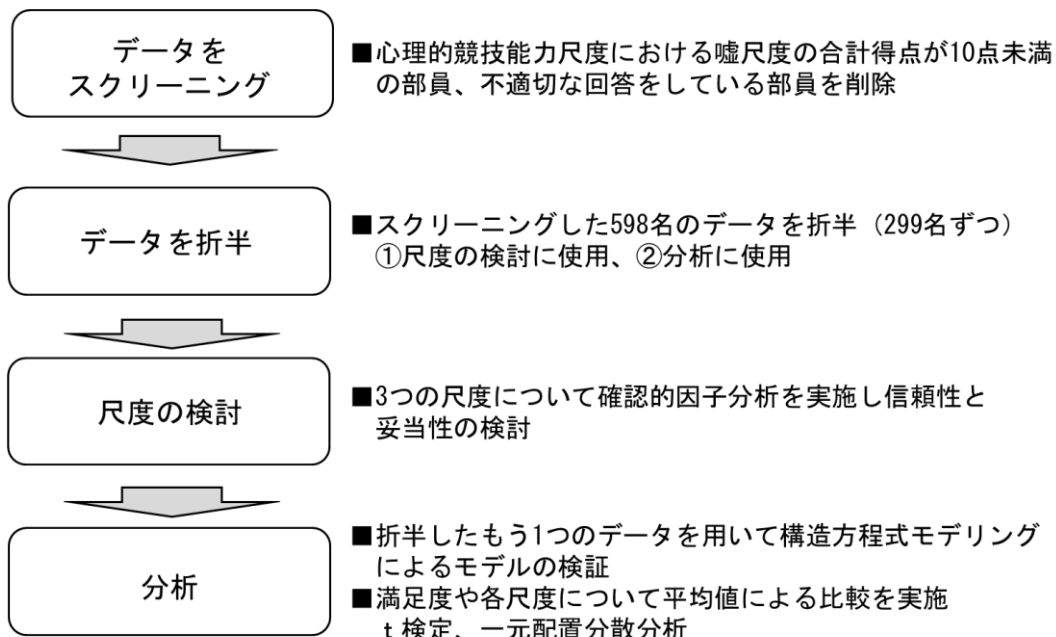 データを
スクリーニング
■心理的競技能力尺度における嘘尺度の合計得点が10点未満
の部員、不適切な回答をしている部員を削除
データを折半
■スクリーニングした598名のデータを折半（299名ずつ）
①尺度の検討に使用、②分析に使用
尺度の検討
■3つの尺度について確認的因子分析を実施し信頼性と
妥当性の検討
分析
■折半したもう1つのデータを用いて構造方程式モデリング
によるモデルの検証
■満足度や各尺度について平均値による比較を実施
ｔ検定、一元配置分散分析